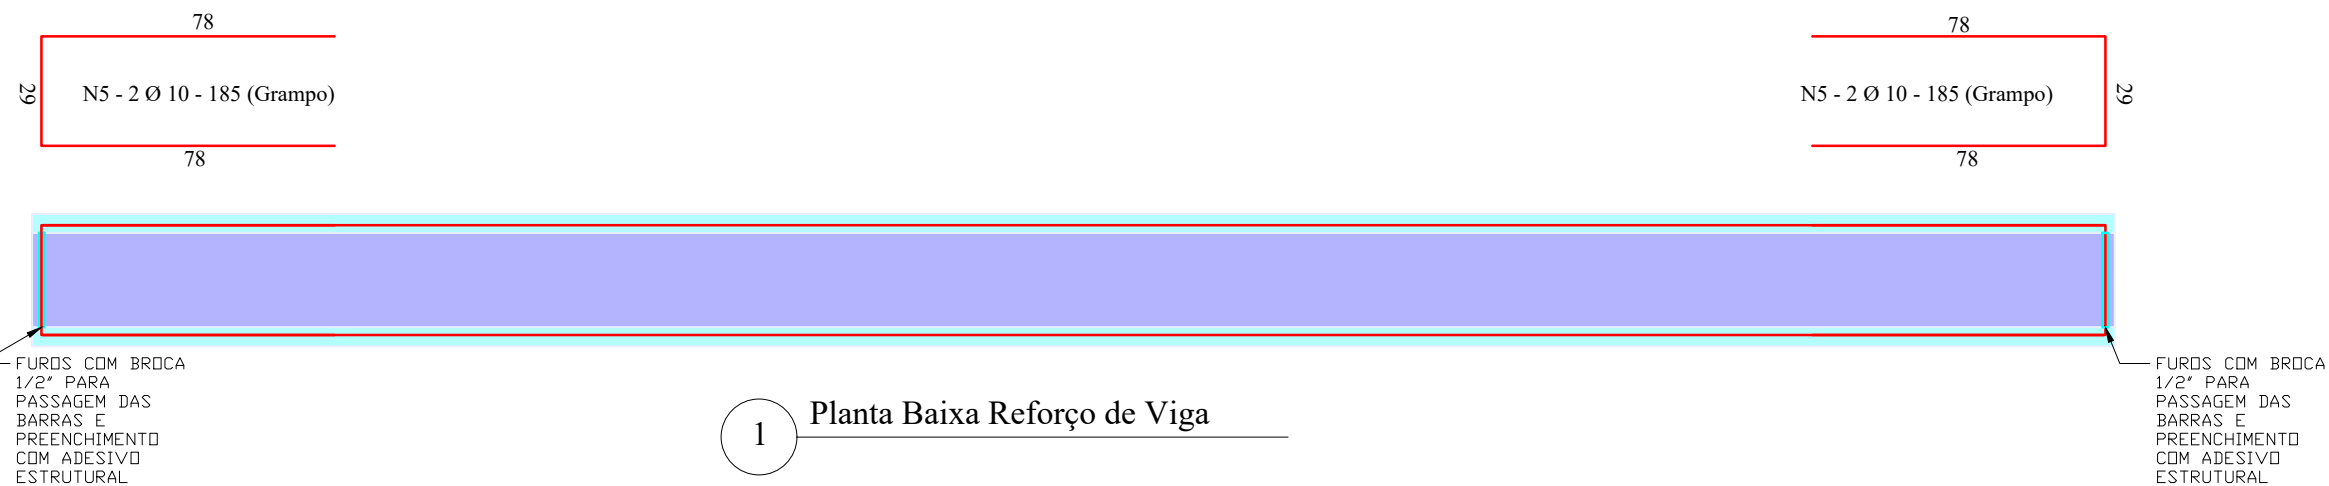 78
78
29
N5 - 2 Ø 10 - 185 (Grampo)
N5 - 2 Ø 10 - 185 (Grampo)
29
78
78
FUROS COM BROCA
1/2" PARA
PASSAGEM DAS
BARRAS E
PREENCHIMENTO
COM ADESIVO
ESTRUTURAL
1
Planta Baixa Reforço de Viga
FUROS COM BROCA
1/2" PARA
PASSAGEM DAS
BARRAS E
PREENCHIMENTO
COM ADESIVO
ESTRUTURAL